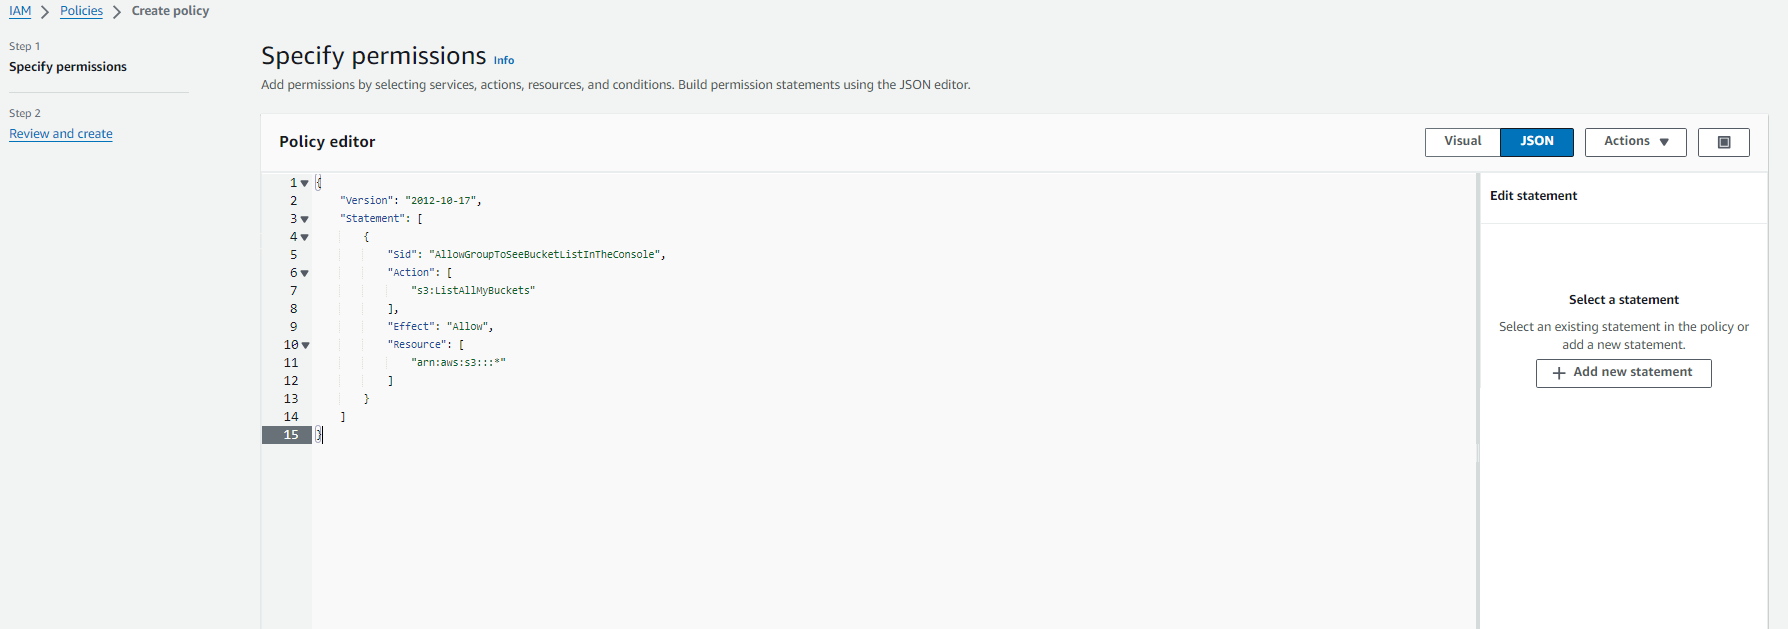 IAM > Policies > Create policy
Step 1
Specify permissions
Step 2
Review and create
Specify permissions Info
Add permissions by selecting services, actions, resources, and conditions. Build permission statements using the JSON editor.
Policy editor
Visual JSON Actions
1 {
2 "Version": "2012-10-17",
3 "Statement": [
4 {
5 "Sid": "AllowGroupToSeeBucketListInTheConsole",
6 "Action": [
7 "s3:ListAllMyBuckets"
8 ],
9 "Effect": "Allow",
10 "Resource": [
11 "arn:aws:s3:::*"
12 ]
13 }
14 ]
15 }
Edit statement
Select a statement
Select an existing statement in the policy or
add a new statement.
+ Add new statement